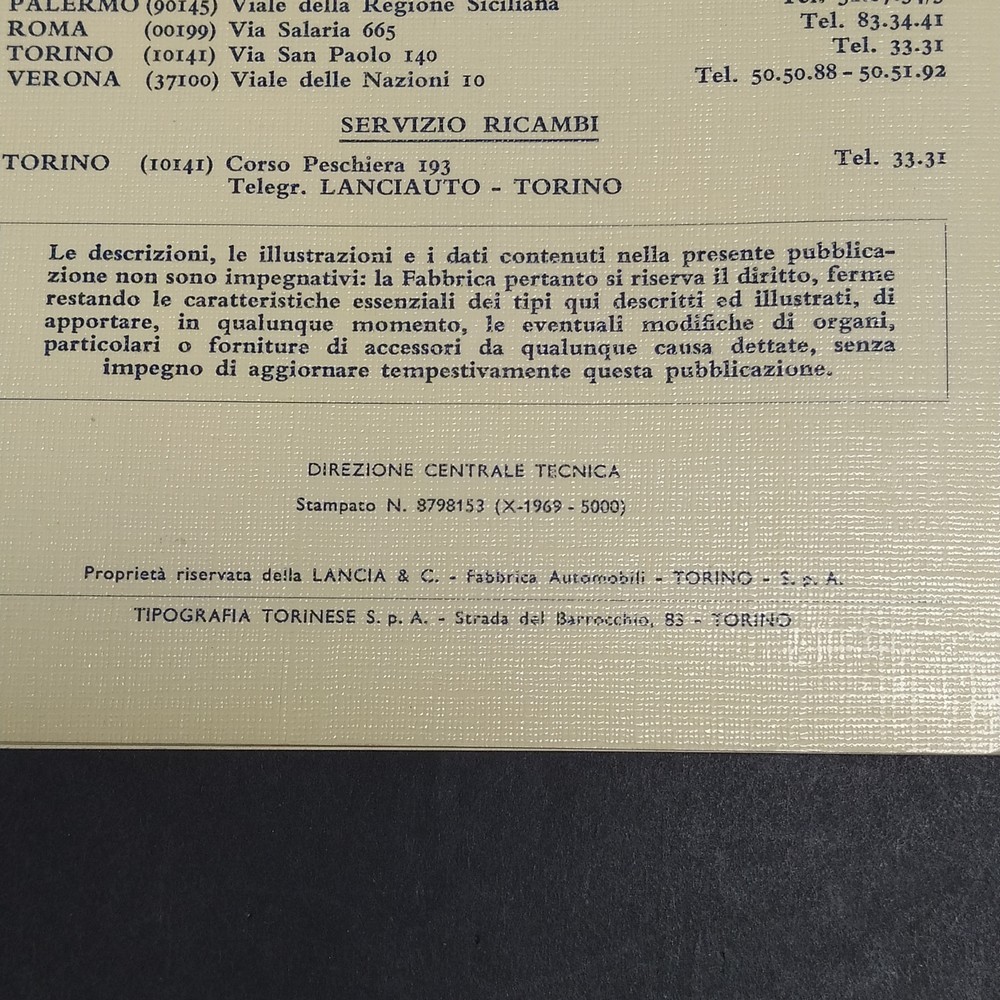 PALERMO (90145) Viale della Regione Siciliana Tel.
ROMA (00199) Via Salaria 665 Tel. 83.34.41
TORINO (10141) Via San Paolo 140 Tel. 33.31
VERONA (37100) Viale delle Nazioni 10 Tel. 50.50.88 - 50.51.92
SERVIZIO RICAMBI
TORINO (10141) Corso Peschiera 193 Tel. 33.31
Telegr. LANCIAUTO - TORINO
Le descrizioni, le illustrazioni e i dati contenuti nella presente pubblica-
zione non sono impegnativi: la Fabbrica pertanto si riserva il diritto, ferme
restando le caratteristiche essenziali dei tipi qui descritti ed illustrati, di
apportare, in qualunque momento, le eventuali modifiche di organi,
particolari o forniture di accessori da qualunque causa dettate, senza
impegno di aggiornare tempestivamente questa pubblicazione.
DIREZIONE CENTRALE TECNICA
Stampato N. 8798153 (X-1969 - 5000)
Proprietà riservata della LANCIA & C. - Fabbrica Automobili - TORINO - S. p. A.
TIPOGRAFIA TORINESE S. p. A. - Strada del Barrocchio, 83 - TORINO